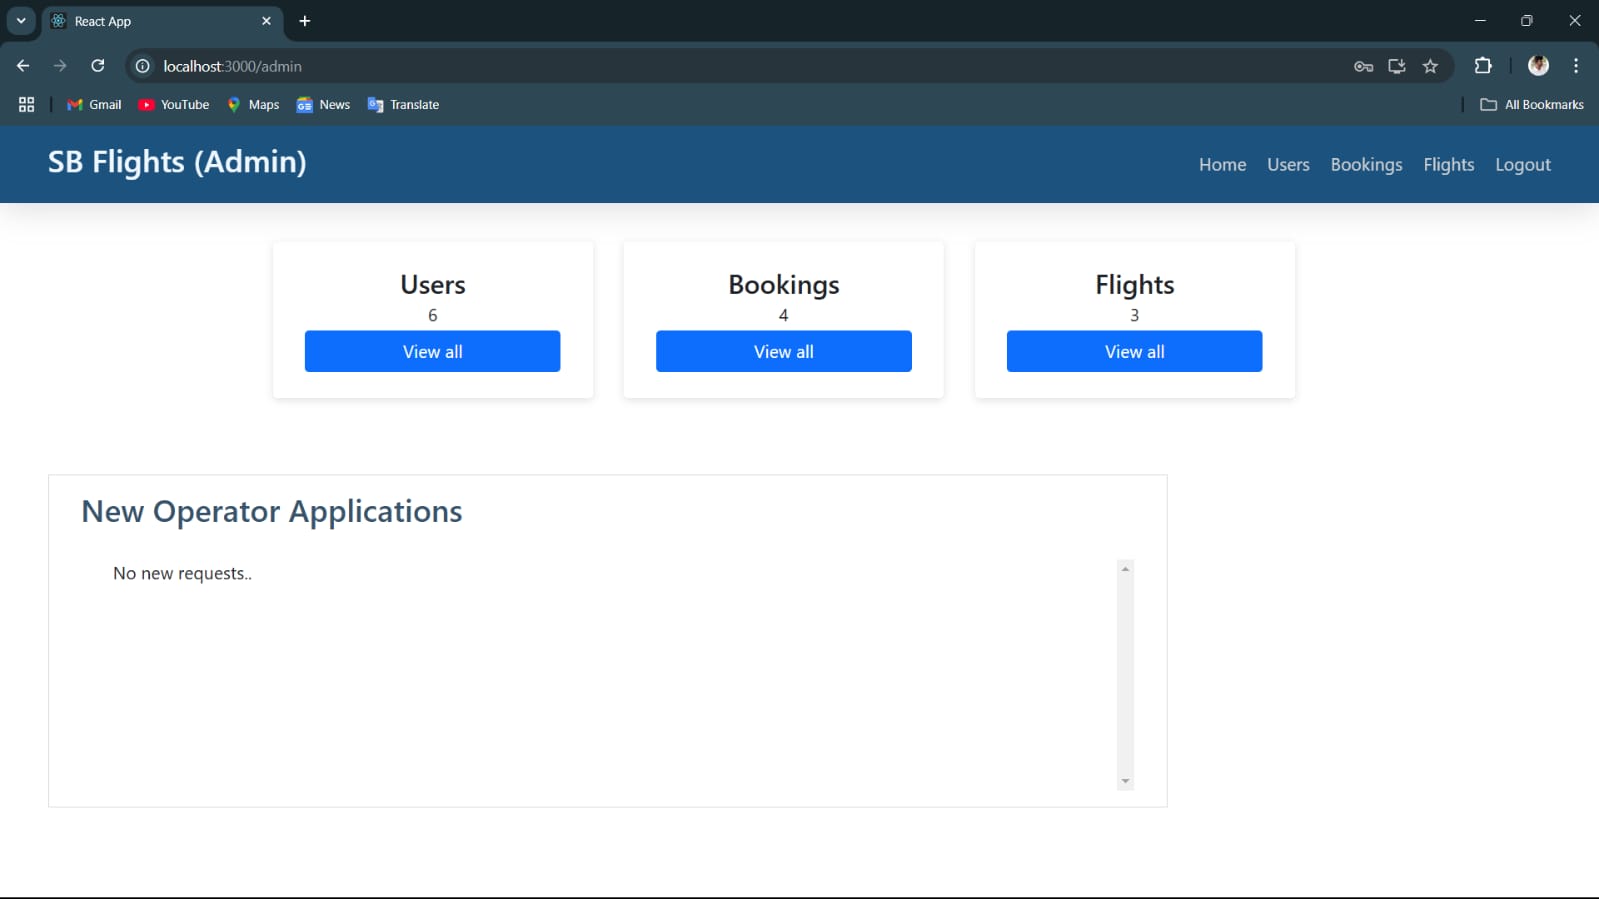 React App
localhost:3000/admin
Gmail YouTube Maps News Translate All Bookmarks
SB Flights (Admin)
Home Users Bookings Flights Logout
Users
6
View all
Bookings
4
View all
Flights
3
View all
New Operator Applications
No new requests..